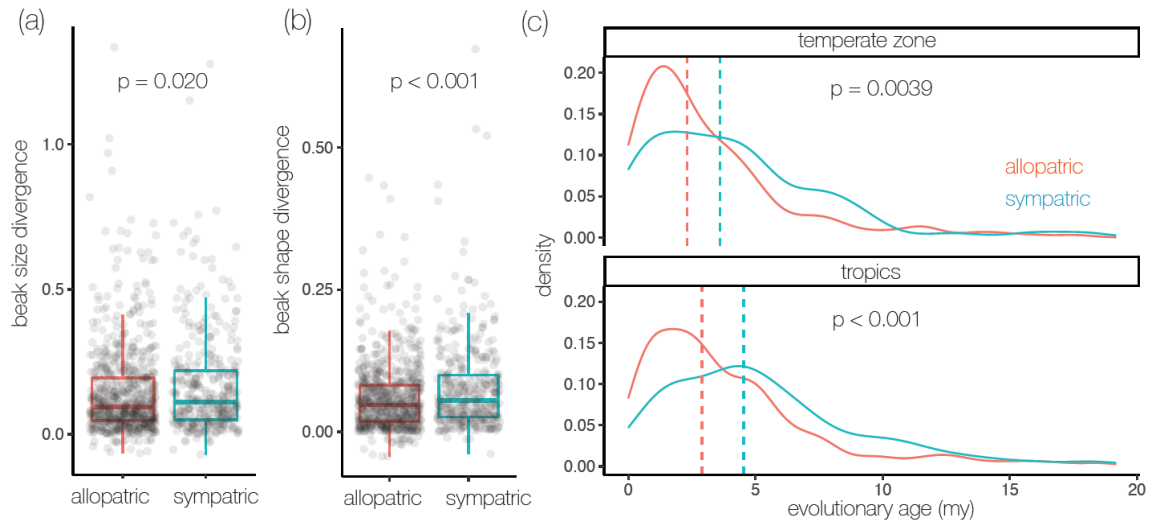 (a)
p = 0.020
beak size divergence
1.0
0.5
0.0
allopatric
sympatric
(b)
p < 0.001
beak shape divergence
0.50
0.25
0.00
allopatric
sympatric
(c)
temperate zone
p = 0.0039
allopatric
sympatric
0.20
0.15
0.10
0.05
0.00
density
tropics
p < 0.001
0.20
0.15
0.10
0.05
0.00
0
5
10
15
20
evolutionary age (my)